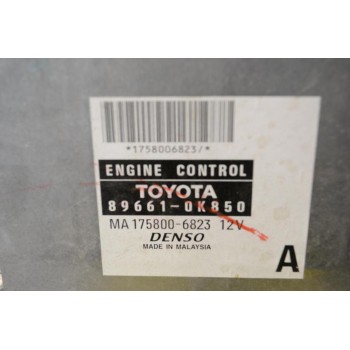 *1758006823/*
ENGINE CONTROL
TOYOTA
89661-0K850
MA 175800-6823 12V
DENSO
MADE IN MALAYSIA
A